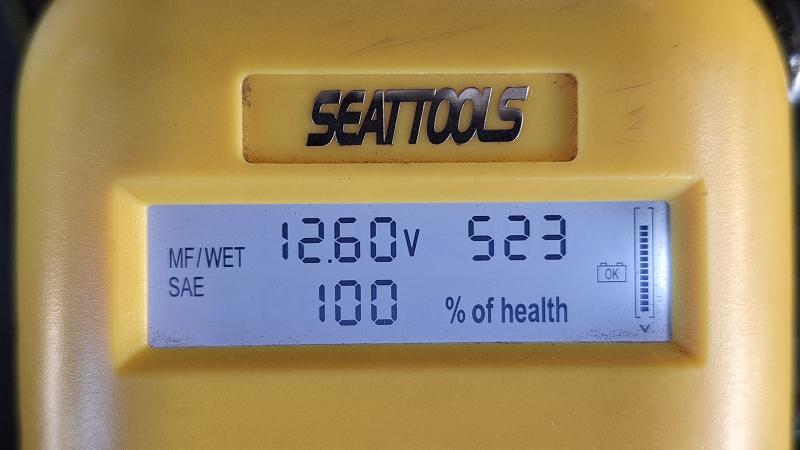 SEATTOOLS
MF/WET 12.60V 523
SAE 100 % of health
OK